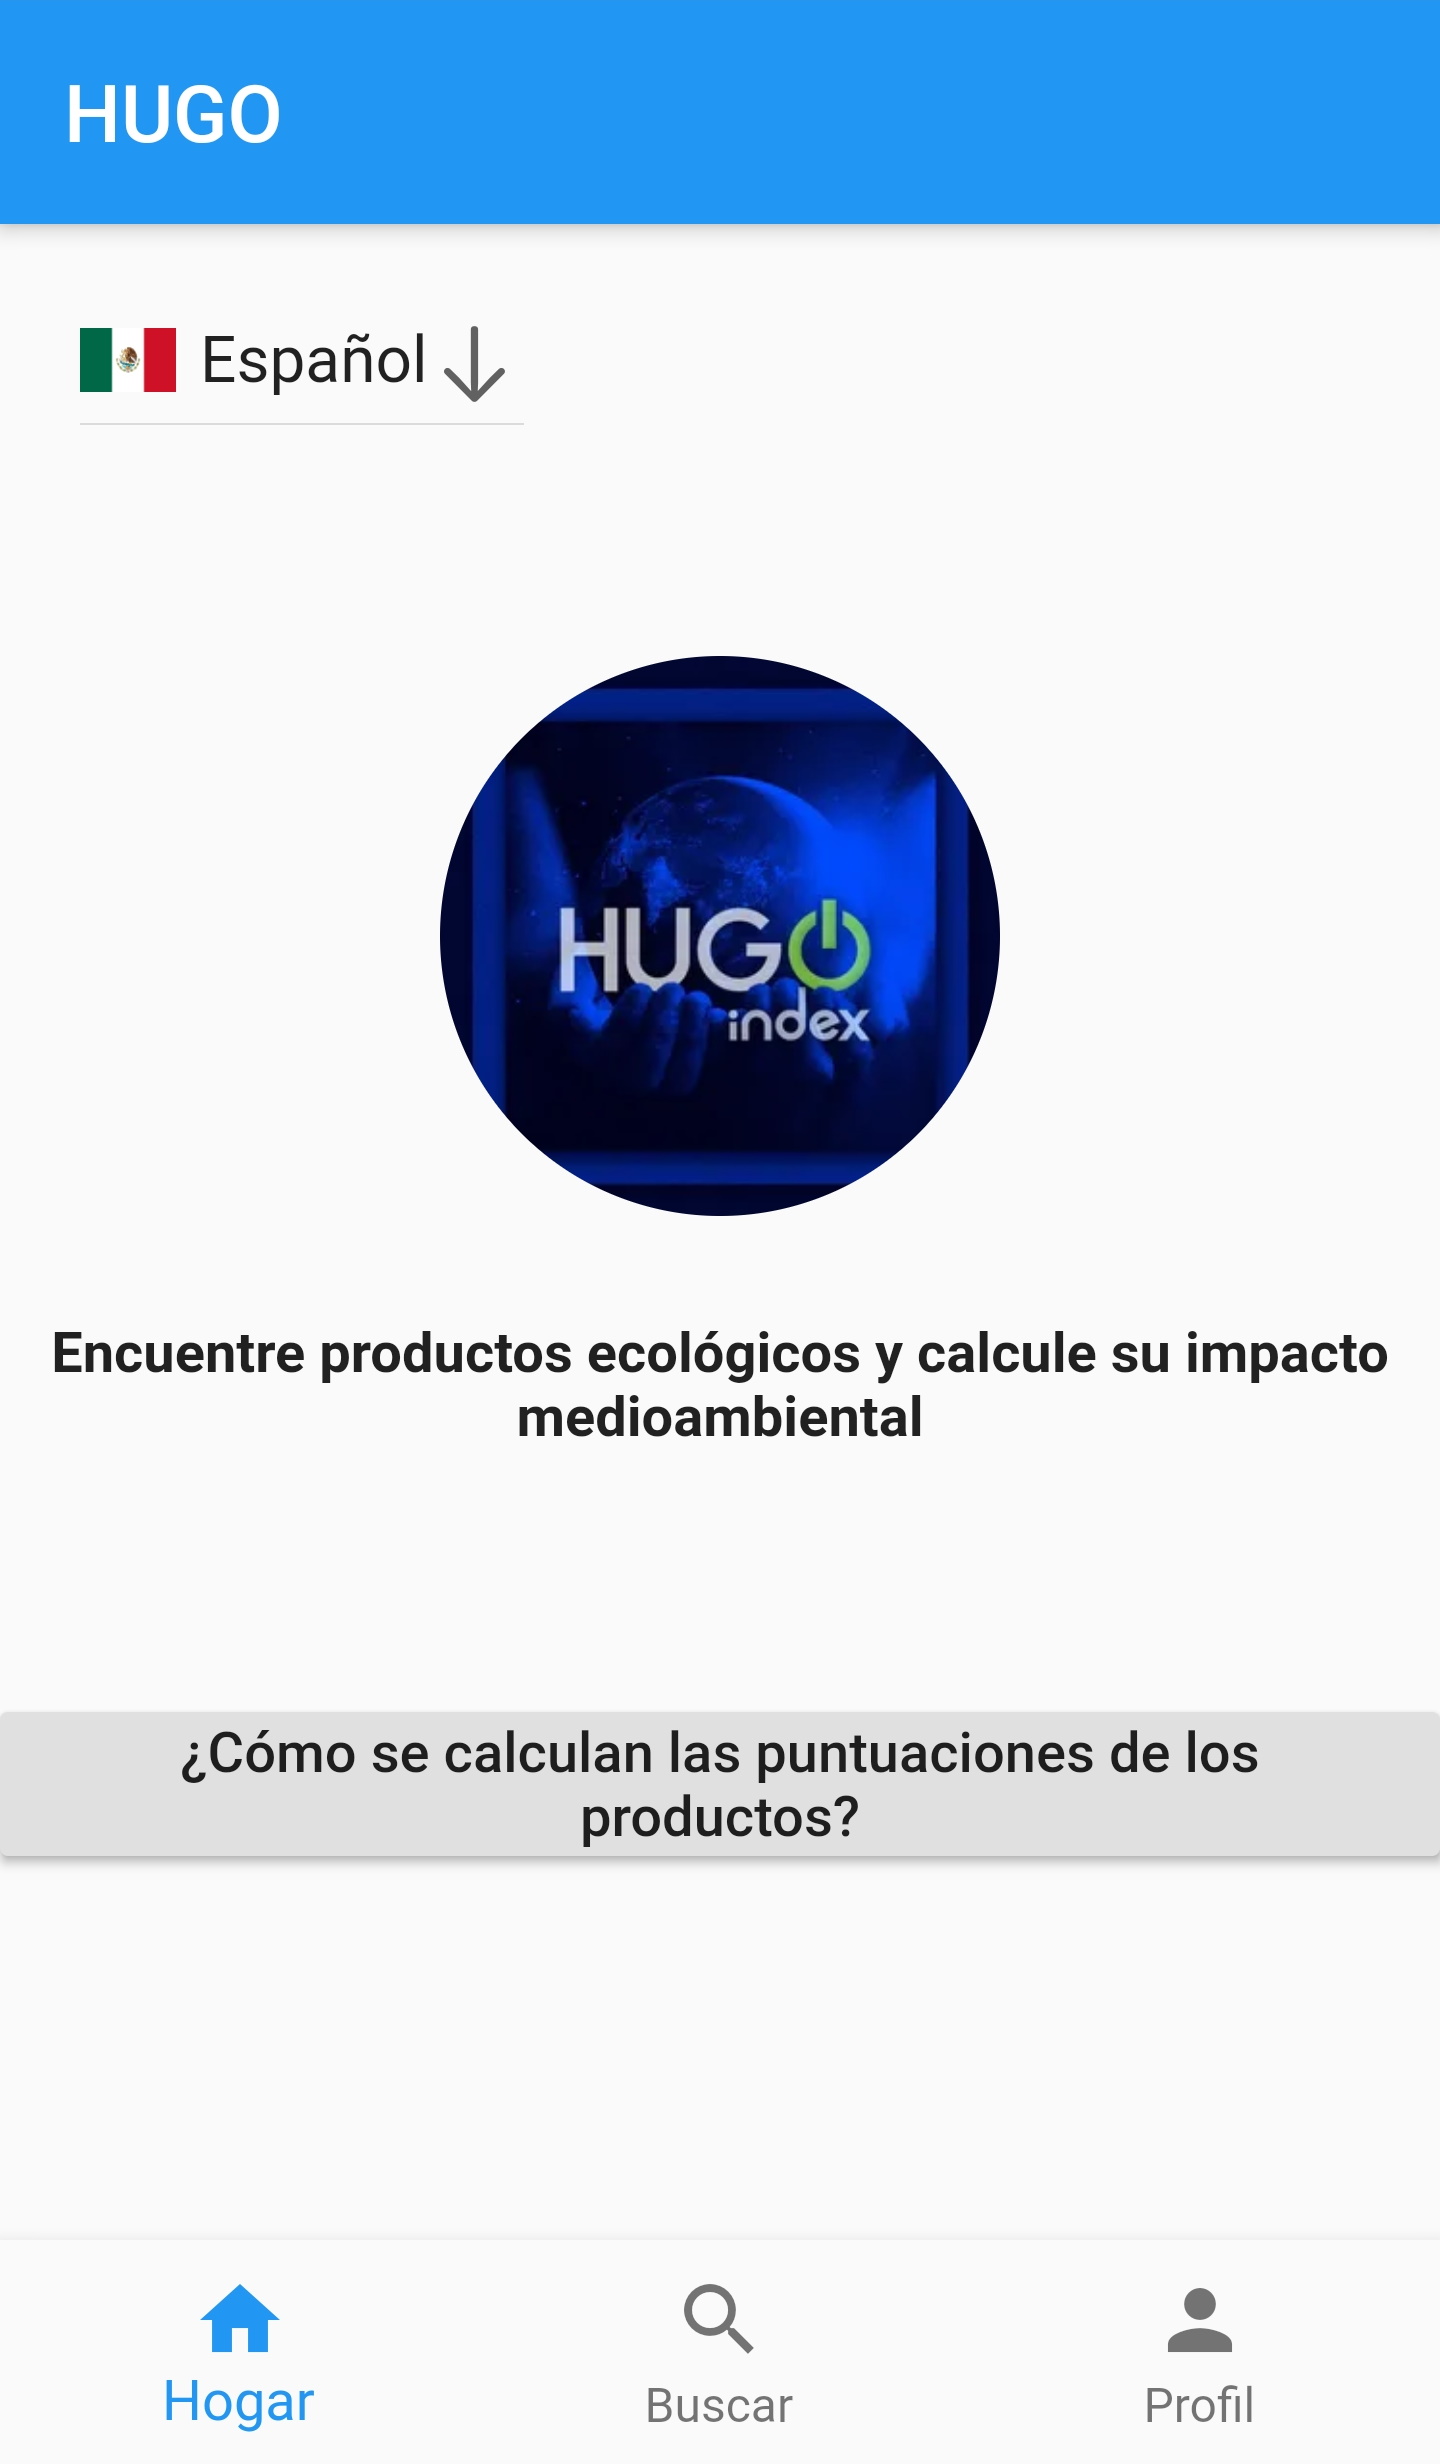 HUGO
Español
HUGO
index
Encuentre productos ecológicos y calcule su impacto
medioambiental
¿Cómo se calculan las puntuaciones de los
productos?
Hogar
Buscar
Profil